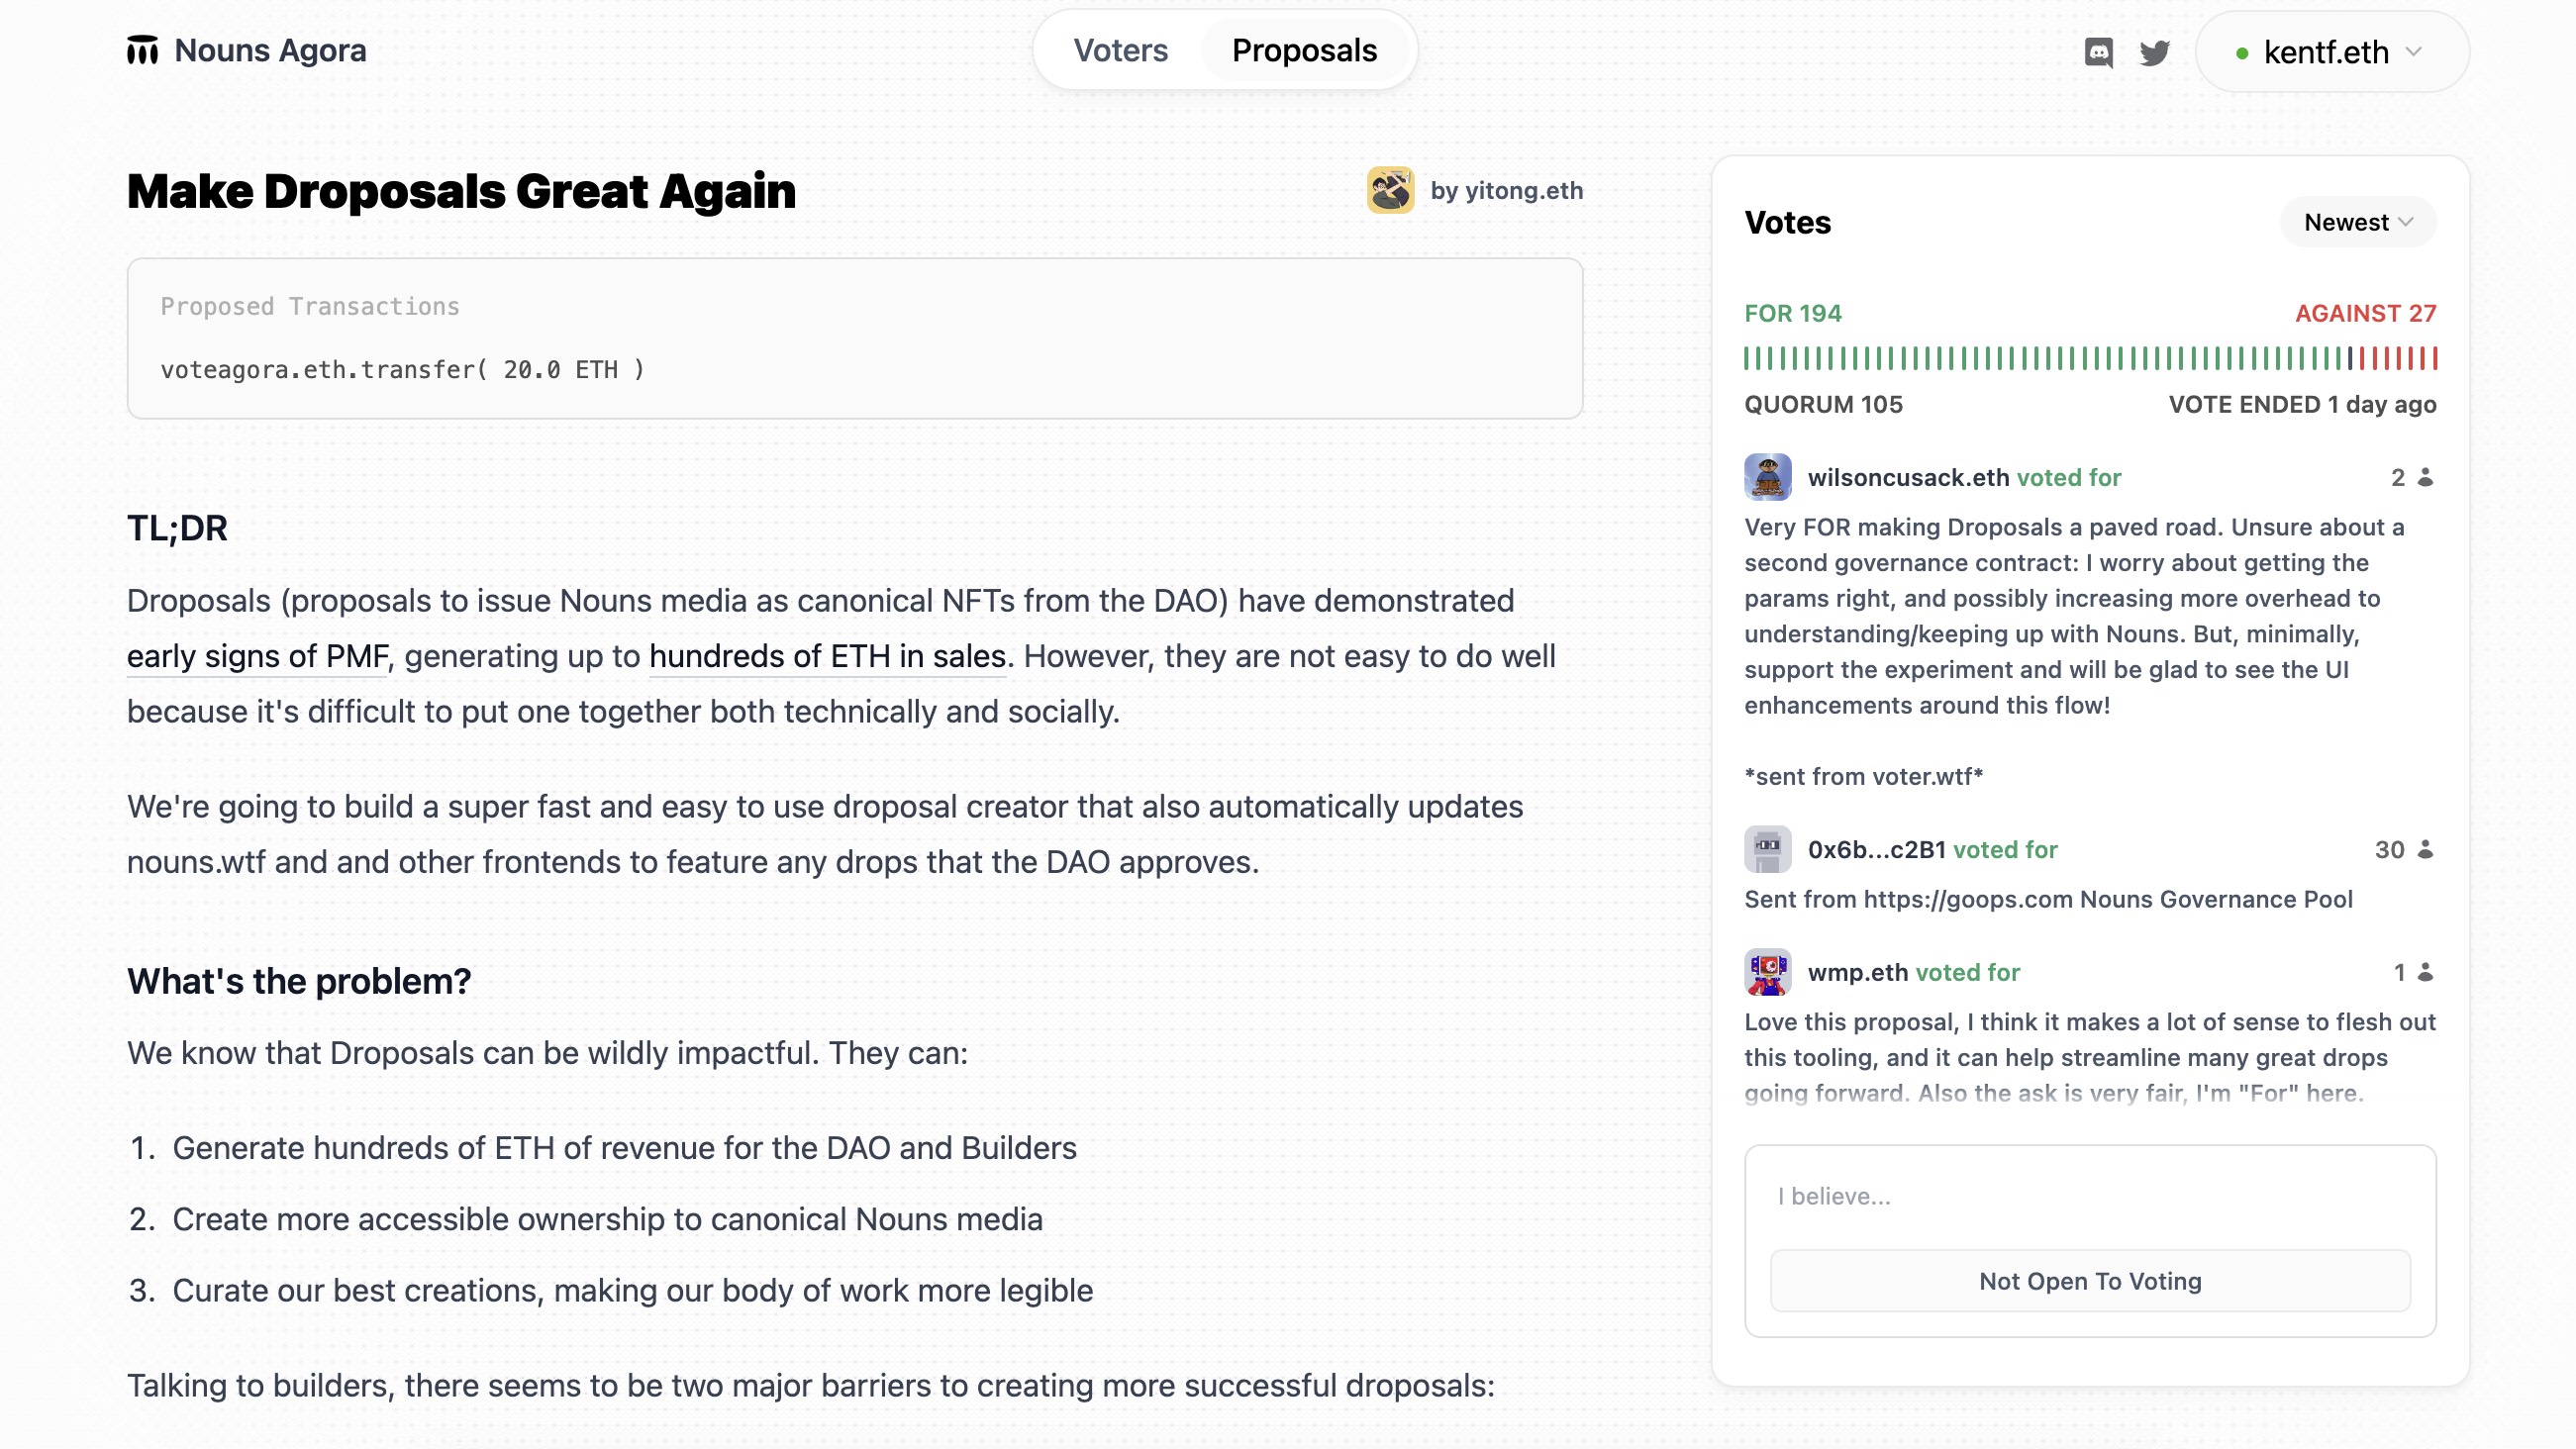 Nouns Agora
Voters
Proposals
kentf.eth
Make Droposals Great Again
by yitong.eth
Proposed Transactions
voteagora.eth.transfer( 20.0 ETH )
TL;DR
Droposals (proposals to issue Nouns media as canonical NFTs from the DAO) have demonstrated
early signs of PMF, generating up to hundreds of ETH in sales. However, they are not easy to do well
because it's difficult to put one together both technically and socially.
We're going to build a super fast and easy to use droposal creator that also automatically updates
nouns.wtf and and other frontends to feature any drops that the DAO approves.
What's the problem?
We know that Droposals can be wildly impactful. They can:
1. Generate hundreds of ETH of revenue for the DAO and Builders
2. Create more accessible ownership to canonical Nouns media
3. Curate our best creations, making our body of work more legible
Talking to builders, there seems to be two major barriers to creating more successful droposals:
Votes
Newest
FOR 194
AGAINST 27
QUORUM 105
VOTE ENDED 1 day ago
wilsoncusack.eth voted for
2
Very FOR making Droposals a paved road. Unsure about a
second governance contract: I worry about getting the
params right, and possibly increasing more overhead to
understanding/keeping up with Nouns. But, minimally,
support the experiment and will be glad to see the UI
enhancements around this flow!
*sent from voter.wtf*
0x6b...c2B1 voted for
30
Sent from https://goops.com Nouns Governance Pool
wmp.eth voted for
1
Love this proposal, I think it makes a lot of sense to flesh out
this tooling, and it can help streamline many great drops
going forward. Also the ask is very fair, I'm "For" here.
I believe...
Not Open To Voting